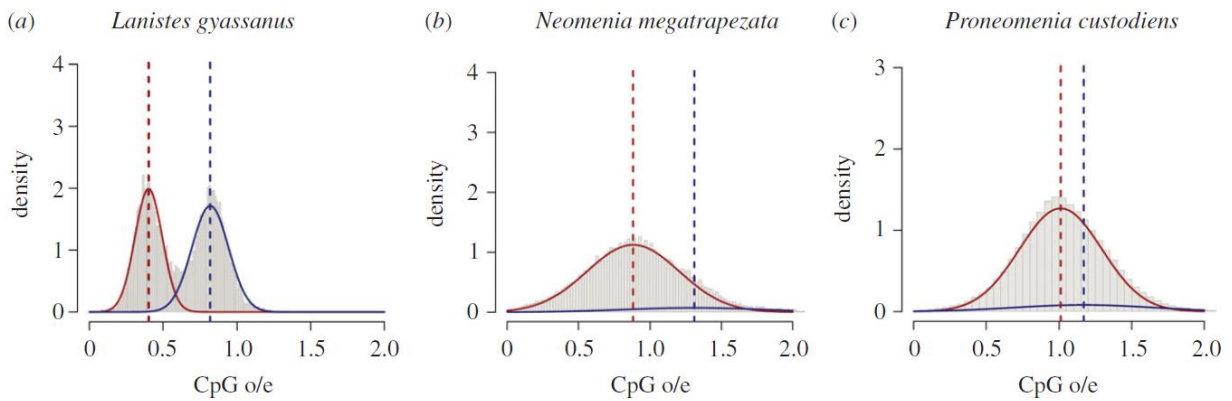 (a) Lanistes gyassanus
4
3
2
1
0
density
0 0.5 1.0 1.5 2.0
CpG o/e
(b) Neomenia megatrapezata
4
3
2
1
0
density
0 0.5 1.0 1.5 2.0
CpG o/e
(c) Proneomenia custodiens
3
2
1
0
density
0 0.5 1.0 1.5 2.0
CpG o/e